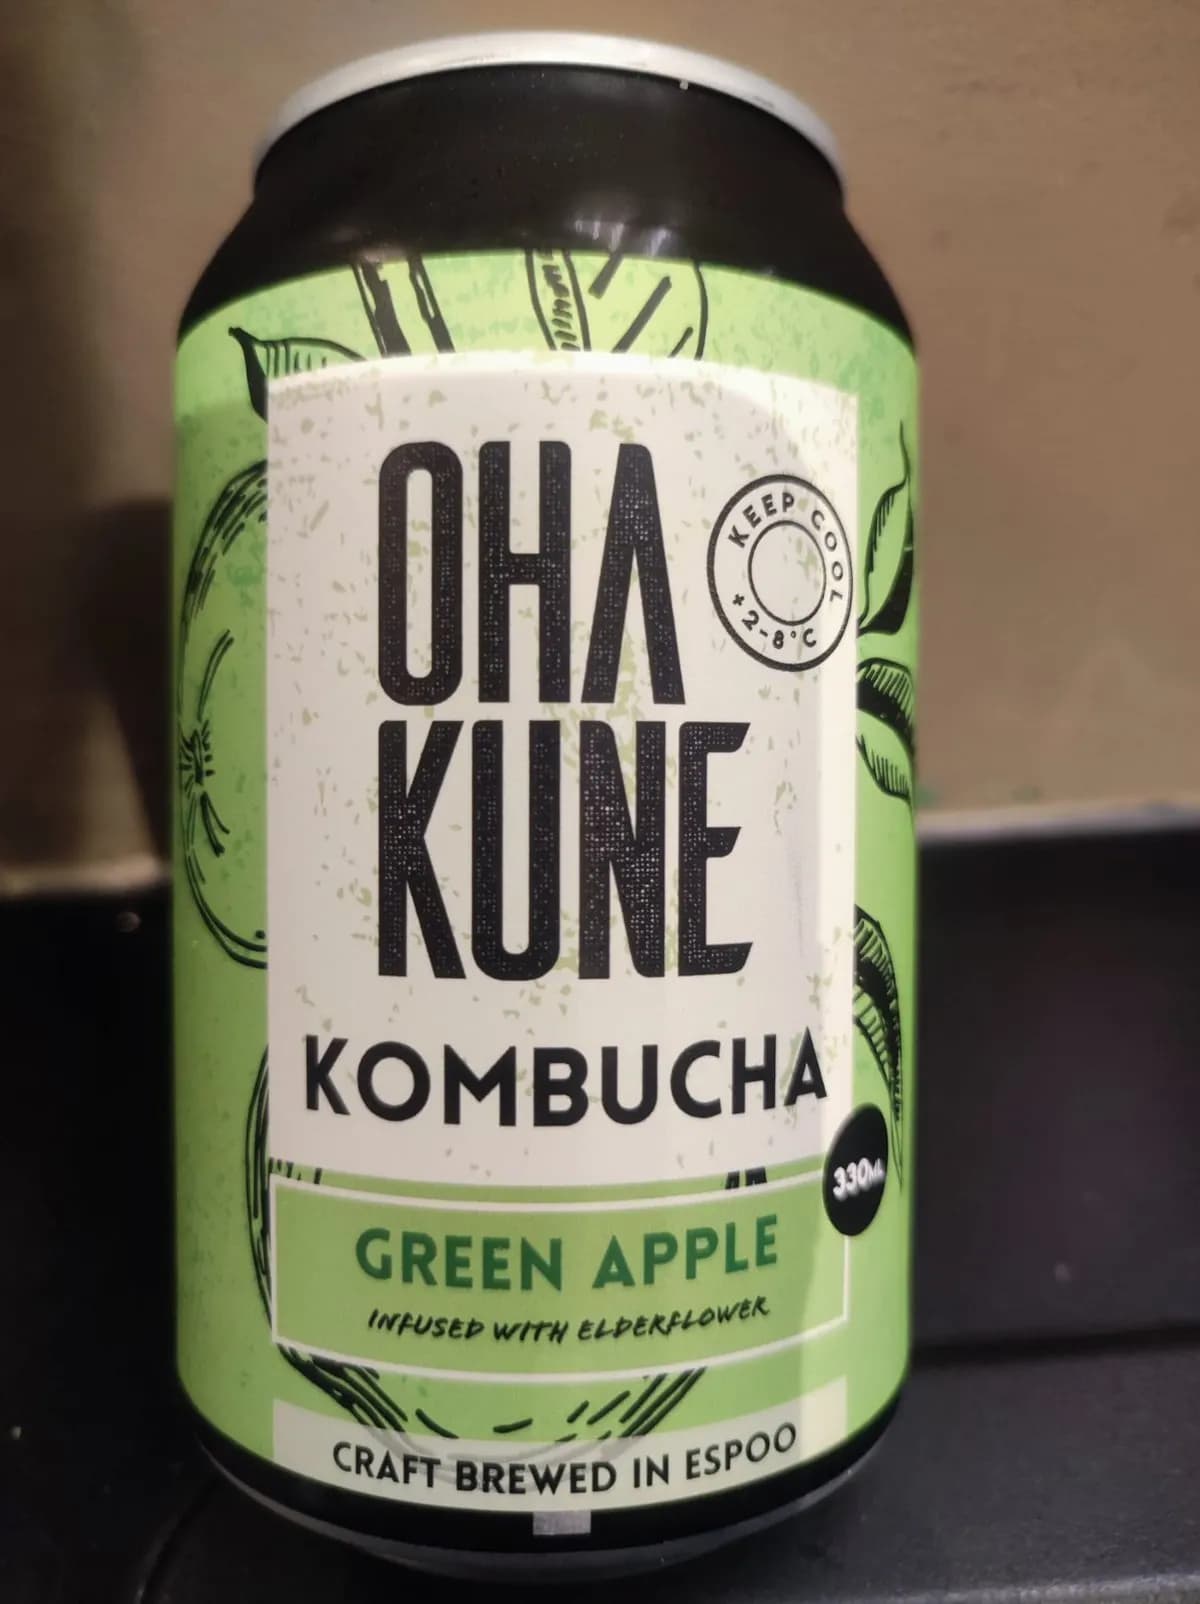 OHA
KEEP COOL
+2-8°C
KUNE
KOMBUCHA
330ML
GREEN APPLE
INFUSED WITH ELDERFLOWER
CRAFT BREWED IN ESPOO